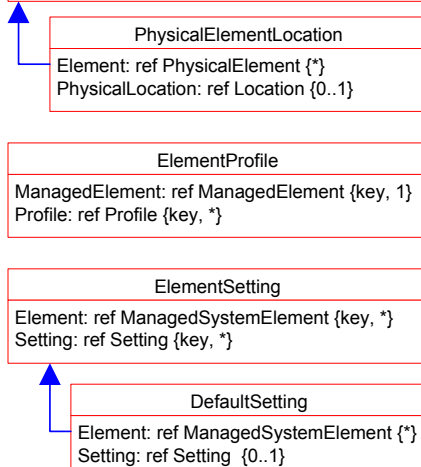 PhysicalElementLocation
Element: ref PhysicalElement {*}
PhysicalLocation: ref Location {0..1}
ElementProfile
ManagedElement: ref ManagedElement {key, 1}
Profile: ref Profile {key, *}
ElementSetting
Element: ref ManagedSystemElement {key, *}
Setting: ref Setting {key, *}
DefaultSetting
Element: ref ManagedSystemElement {*}
Setting: ref Setting {0..1}